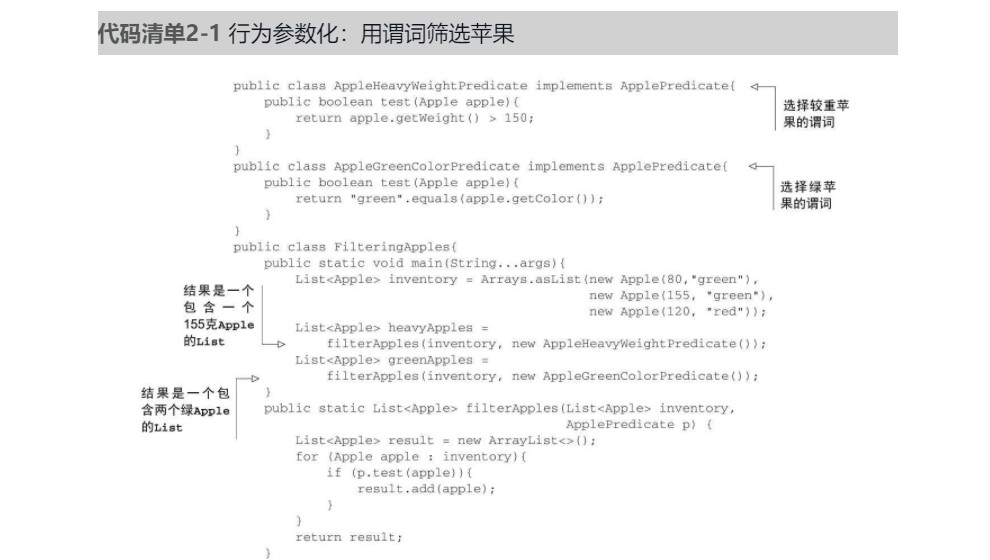 代码清单2-1 行为参数化：用谓词筛选苹果
public class AppleHeavyWeightPredicate implements ApplePredicate{
public boolean test(Apple apple){
return apple.getWeight() > 150;
}
}
选择较重苹
果的谓词
public class AppleGreenColorPredicate implements ApplePredicate{
public boolean test(Apple apple){
return "green".equals(apple.getColor());
}
}
选择绿苹
果的谓词
public class FilteringApples{
public static void main(String...args){
List<Apple> inventory = Arrays.asList(new Apple(80,"green"),
new Apple(155, "green"),
new Apple(120, "red"));
List<Apple> heavyApples =
filterApples(inventory, new AppleHeavyWeightPredicate());
结果是一个
包含一个
155克Apple
的List
List<Apple> greenApples =
filterApples(inventory, new AppleGreenColorPredicate());
}
结果是一个包
含两个绿Apple
的List
public static List<Apple> filterApples(List<Apple> inventory,
ApplePredicate p) {
List<Apple> result = new ArrayList<>();
for (Apple apple : inventory){
if (p.test(apple)){
result.add(apple);
}
}
return result;
}